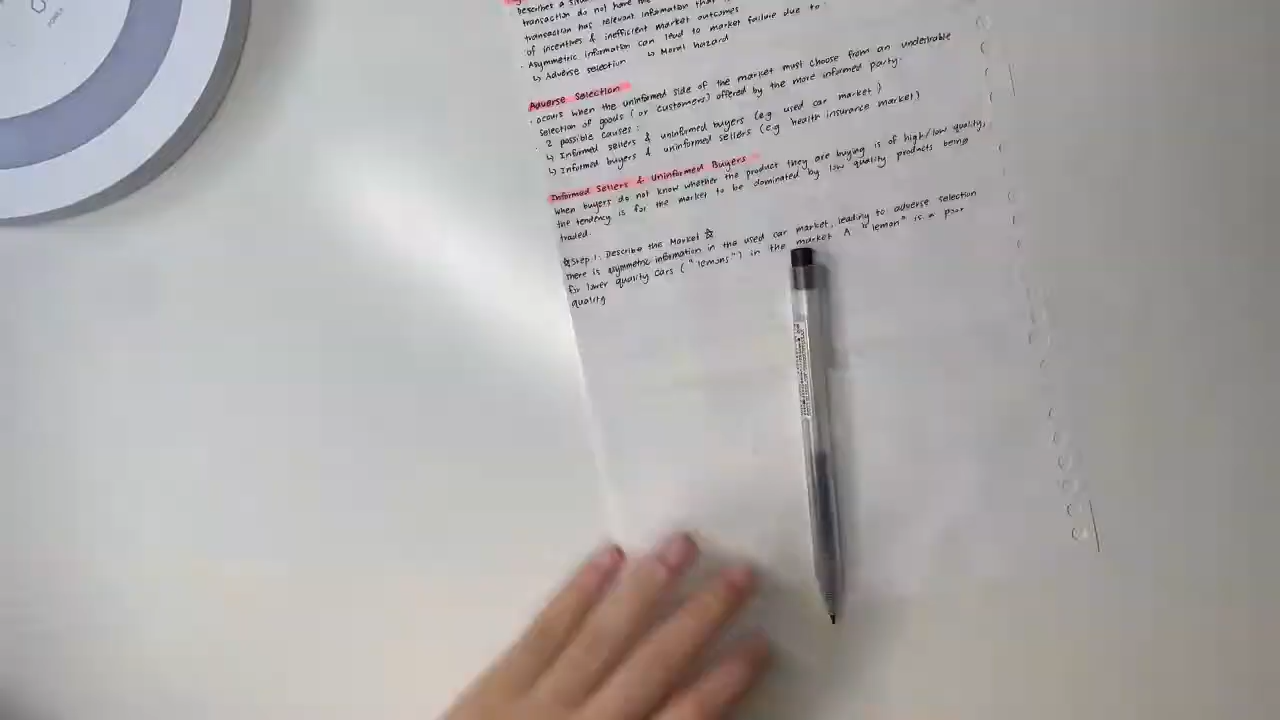 transaction do not have the
transaction has relevant information that
of incentives & inefficient market outcomes
· Asymmetric information can lead to market failure due to:
↳ Adverse selection ↳ Moral hazard
Adverse Selection
· occurs when the uninformed side of the market must choose from an undesirable
selection of goods (or customers) offered by the more informed party.
· 2 possible causes:
↳ Informed sellers & uninformed buyers (e.g used car market)
↳ Informed buyers & uninformed sellers (e.g health insurance market)
Informed Sellers & Uninformed Buyers
When buyers do not know whether the product they are buying is of high/low quality,
the tendency is for the market to be dominated by low quality products being
traded.
☆Step 1: Describe the Market ☆
There is asymmetric information in the used car market, leading to adverse selection
for lower quality cars ("lemons") in the market. A "lemon" is a poor
quality